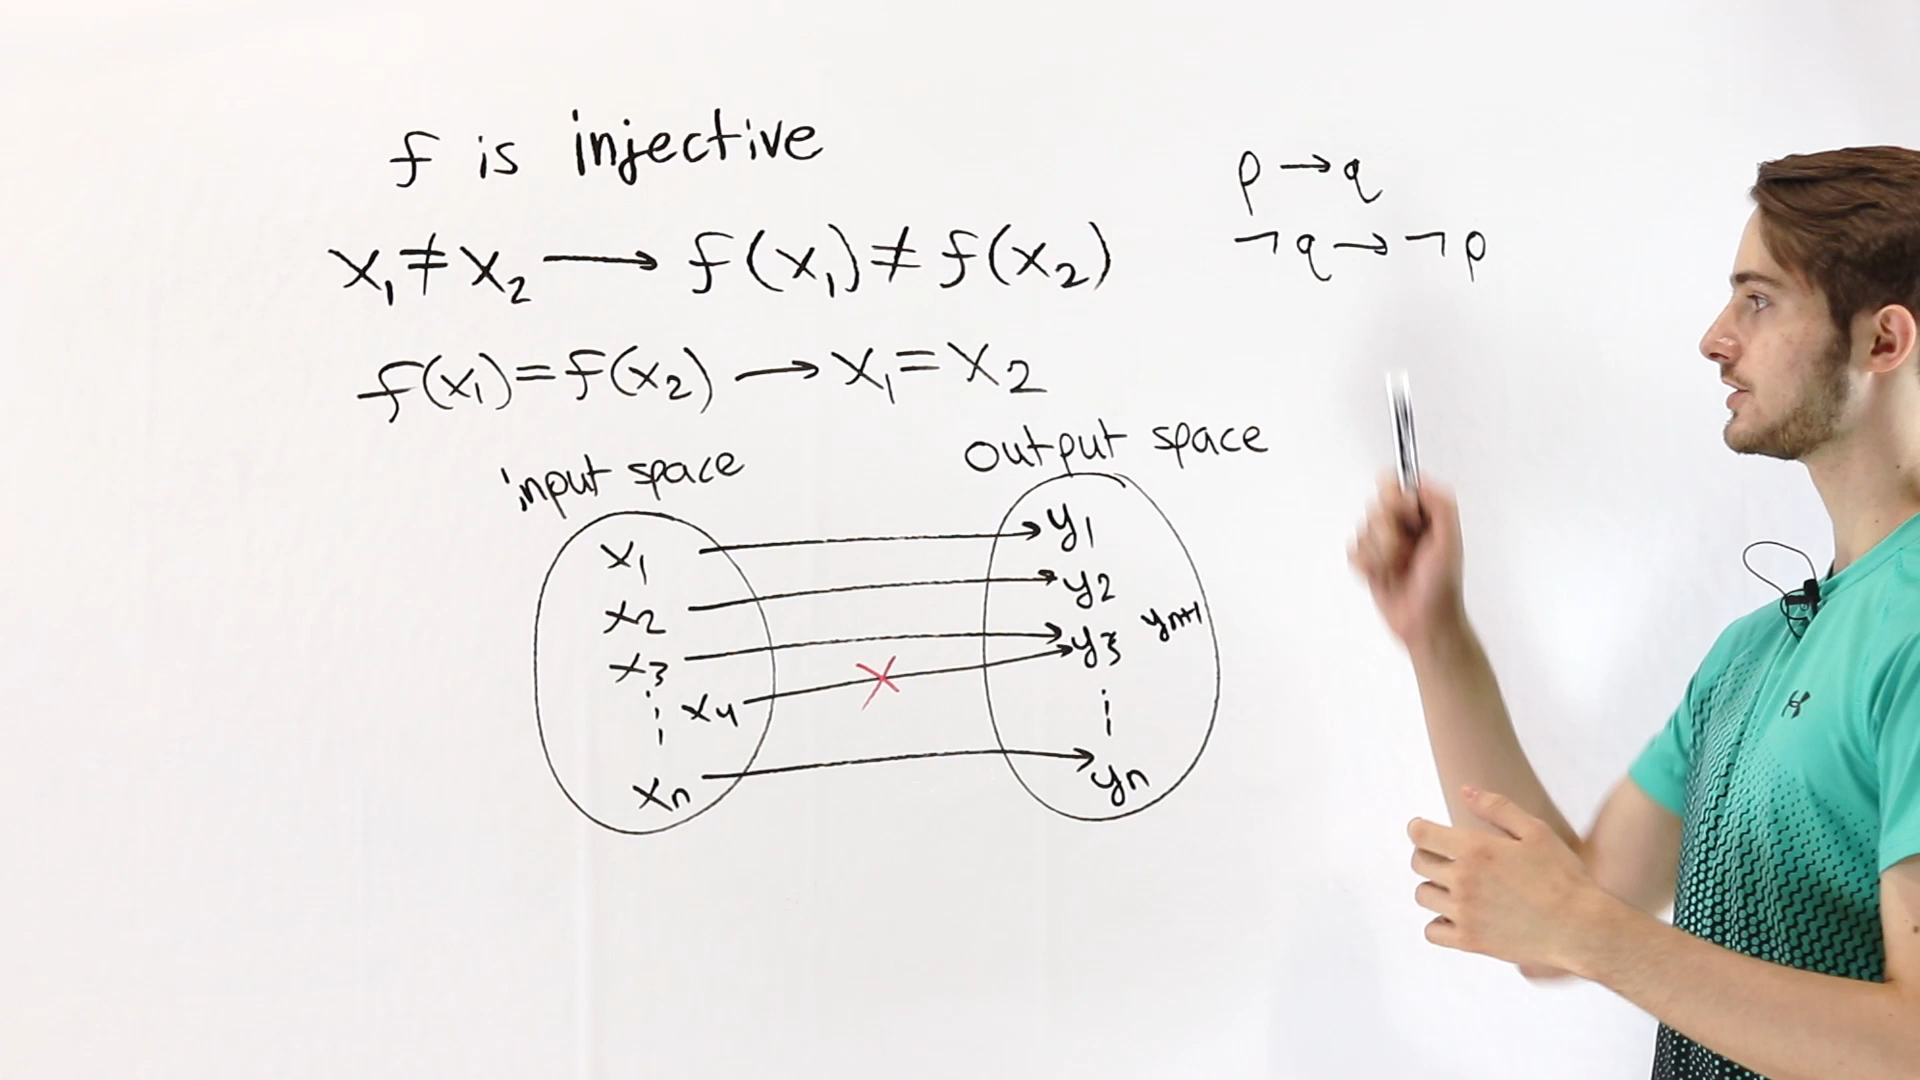 f is injective
x₁ ≠ x₂ ⟶ f(x₁) ≠ f(x₂)
f(x₁) = f(x₂) ⟶ x₁ = x₂
p → q
¬q → ¬p
input space
output space
x₁
x₂
x₃
x₄
⋮
xₙ
y₁
y₂
y₃
yₙ₊₁
⋮
yₙ